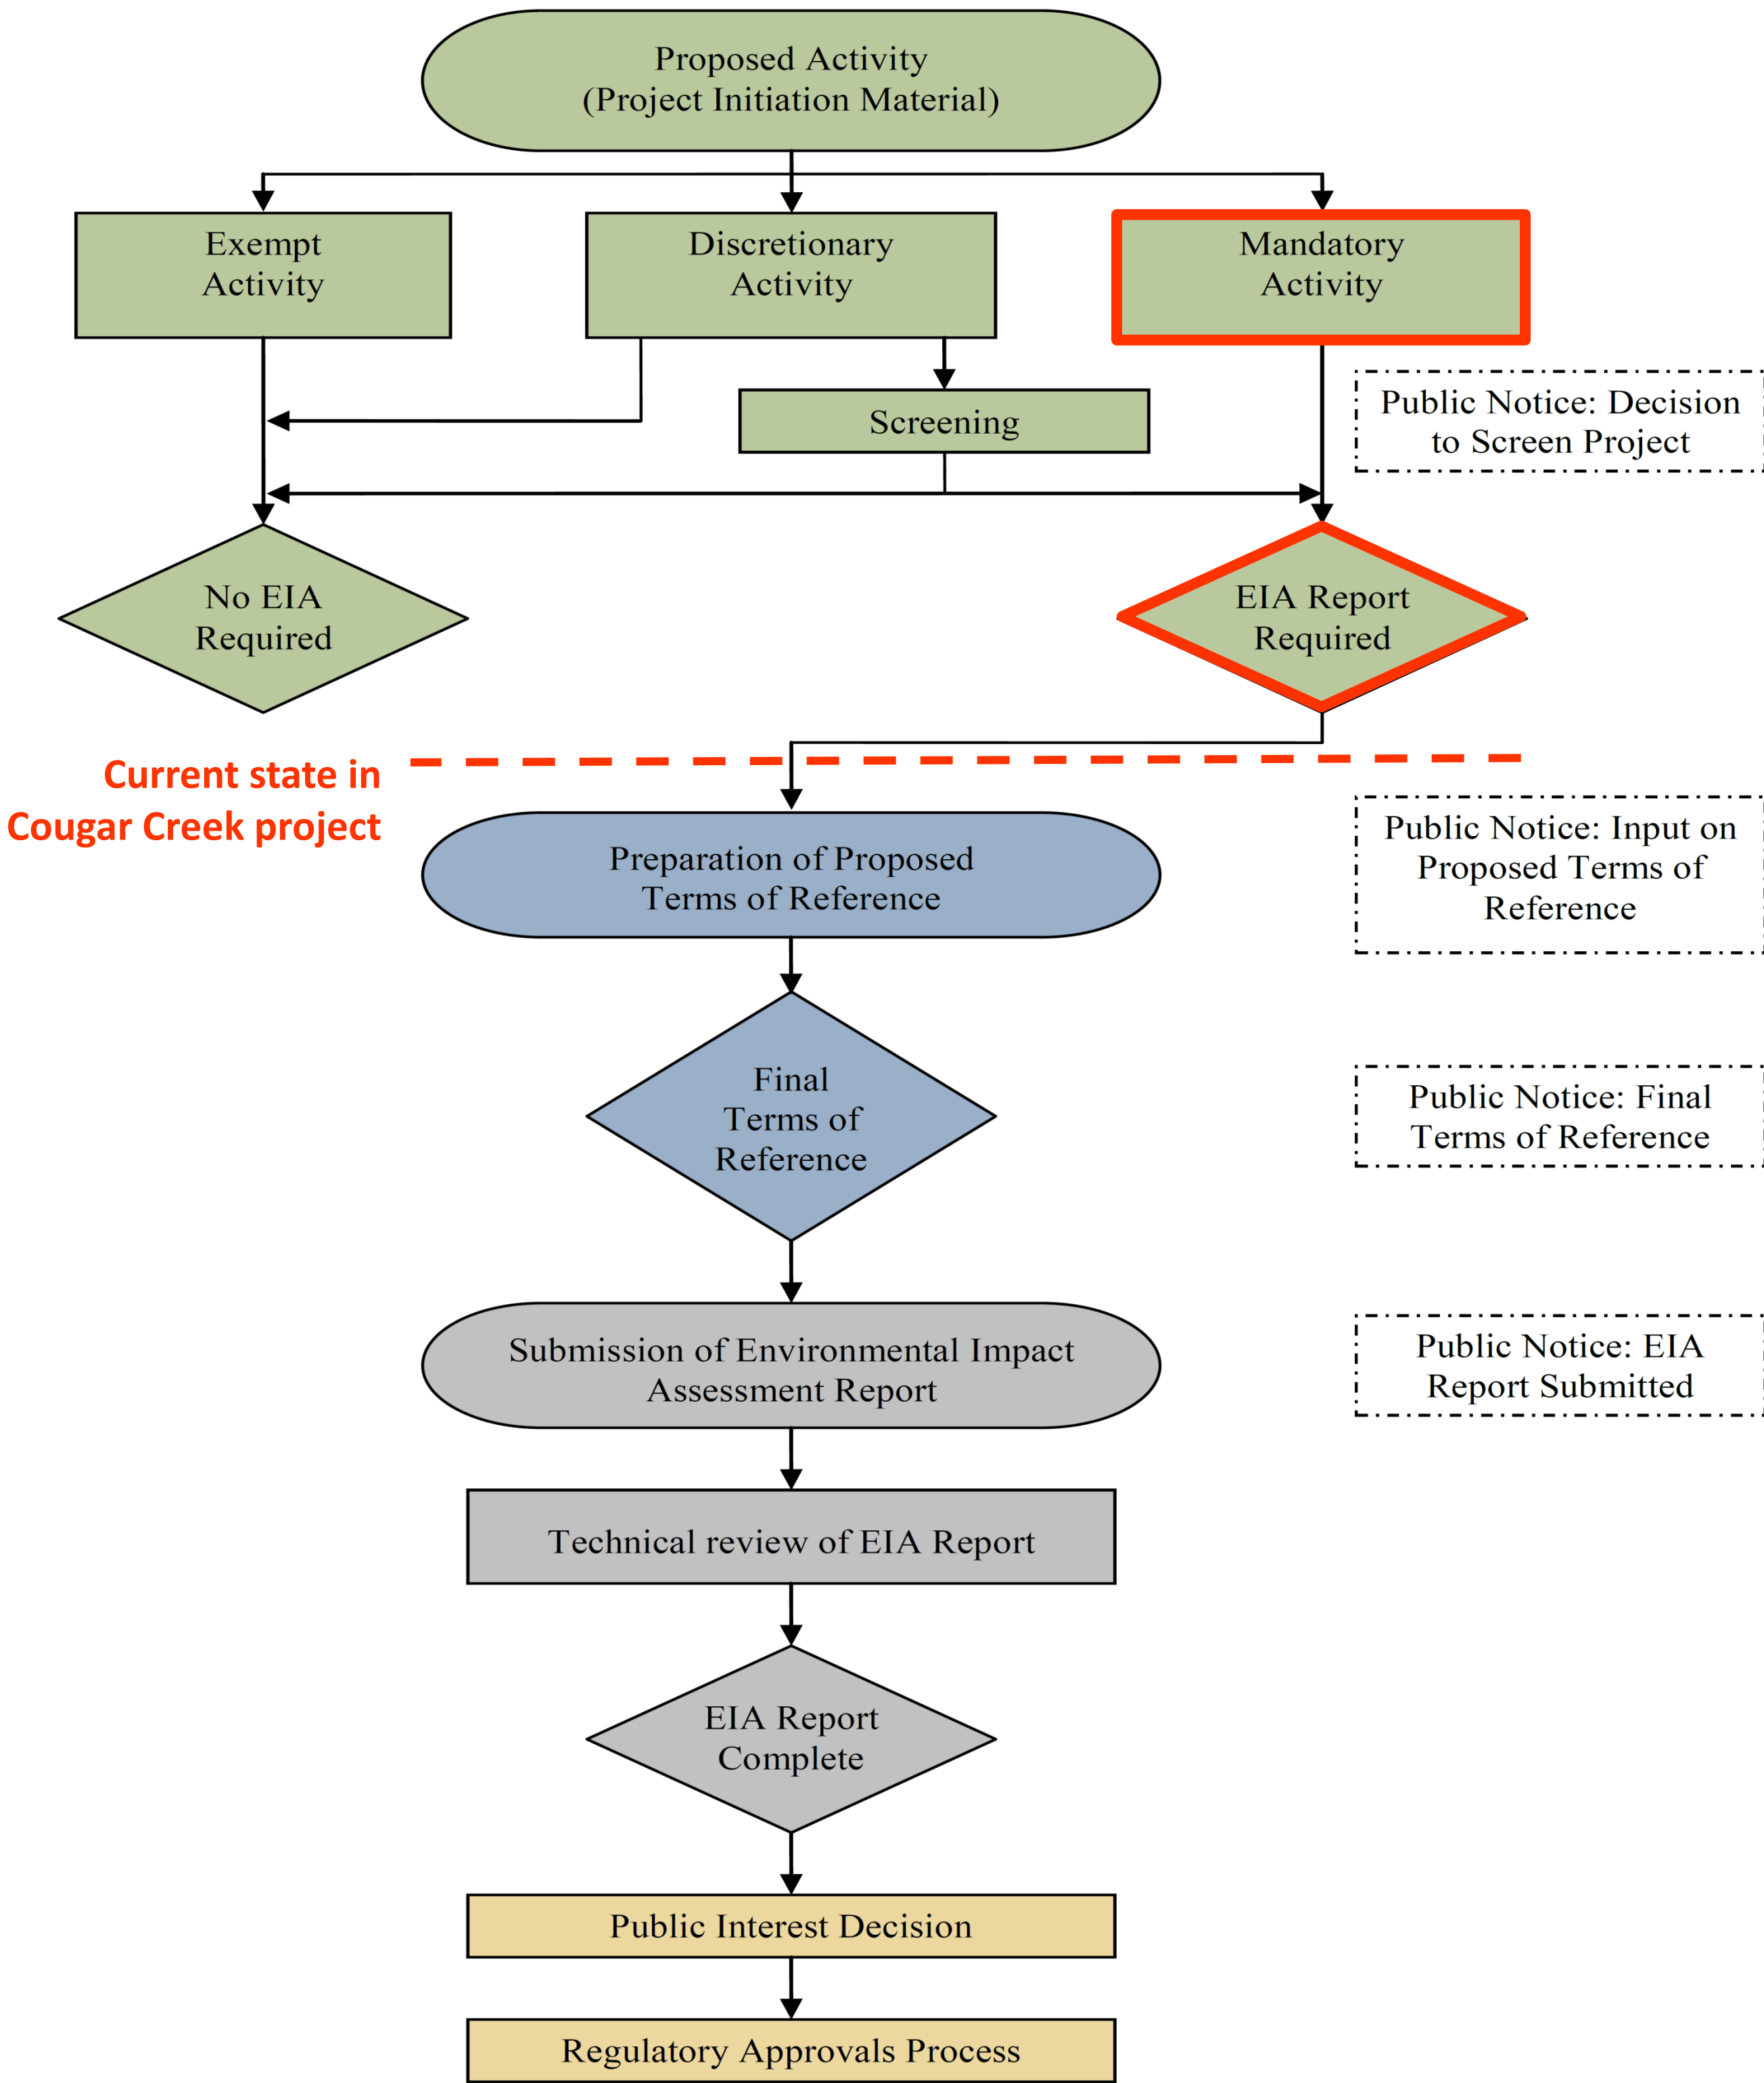 Proposed Activity
(Project Initiation Material)
Exempt
Activity
Discretionary
Activity
Mandatory
Activity
Public Notice: Decision
to Screen Project
Screening
No EIA
Required
EIA Report
Required
Current state in
Cougar Creek project
Preparation of Proposed
Terms of Reference
Public Notice: Input on
Proposed Terms of
Reference
Final
Terms of
Reference
Public Notice: Final
Terms of Reference
Submission of Environmental Impact
Assessment Report
Public Notice: EIA
Report Submitted
Technical review of EIA Report
EIA Report
Complete
Public Interest Decision
Regulatory Approvals Process